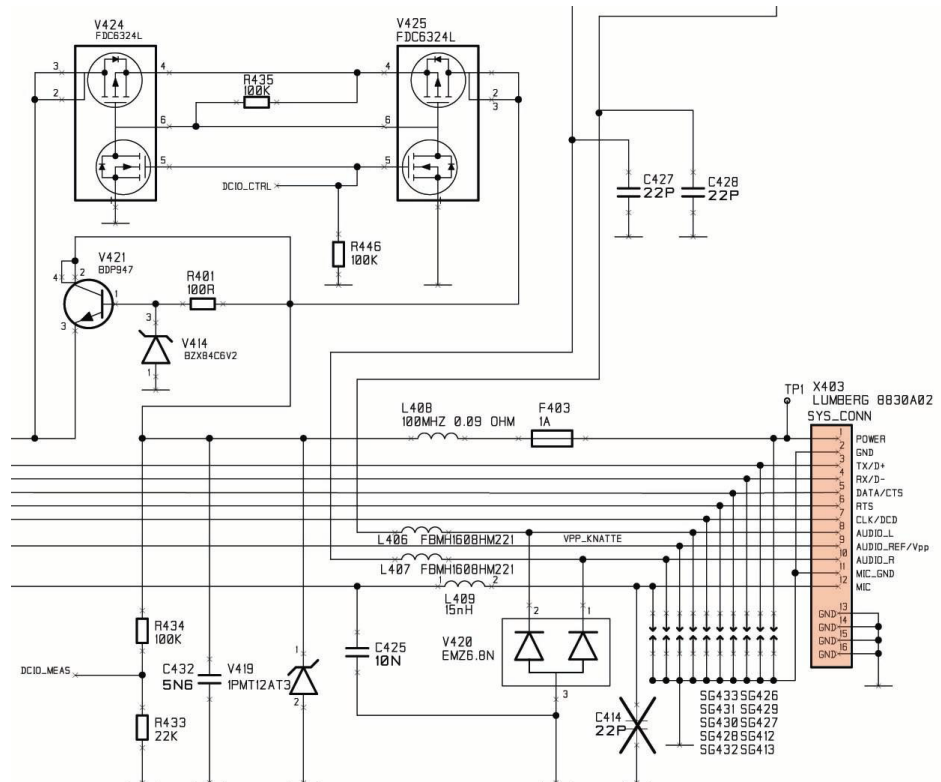 V424
FDC6324L
V425
FDC6324L
3
2
4
6
5
1
R435
100K
4
6
5
2
3
1
DCIO_CTRL
R446
100K
C427
22P
C428
22P
V421
BDP947
4
2
1
3
R401
100R
3
V414
BZX84C6V2
1
L408
100MHZ 0.09 OHM
F403
1A
TP1
X403
LUMBERG 8830A02
SYS_CONN
1 POWER
2 GND
3 TX/D+
4 RX/D-
5 DATA/CTS
6 RTS
7 CLK/DCD
8 AUDIO_L
9 AUDIO_REF/Vpp
10 AUDIO_R
11 MIC_GND
12 MIC
GND 13
GND 14
GND 15
GND 16
L406 FBMH1608HM221
VPP_KNATTE
L407 FBMH1608HM221
1 2
L409
15nH
R434
100K
DCIO_MEAS
R433
22K
C432
5N6
V419
1PMT12AT3
1
2
C425
10N
V420
EMZ6.8N
2
1
3
C414
22P
SG433 SG426
SG431 SG429
SG430 SG427
SG428 SG412
SG432 SG413